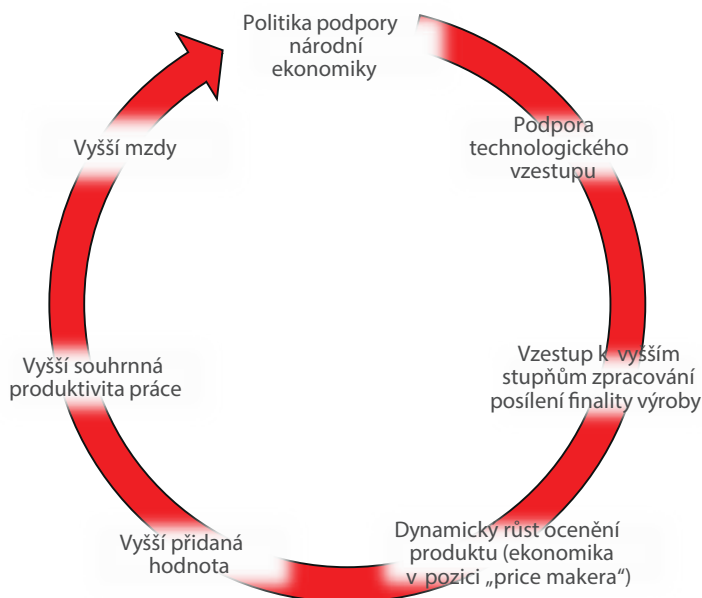 Politika podpory
národní
ekonomiky
Podpora
technologického
vzestupu
Vzestup k vyšším
stupňům zpracování
posílení finality výroby
Dynamický růst ocenění
produktu (ekonomika
v pozici „price makera“)
Vyšší přidaná
hodnota
Vyšší souhrnná
produktivita práce
Vyšší mzdy